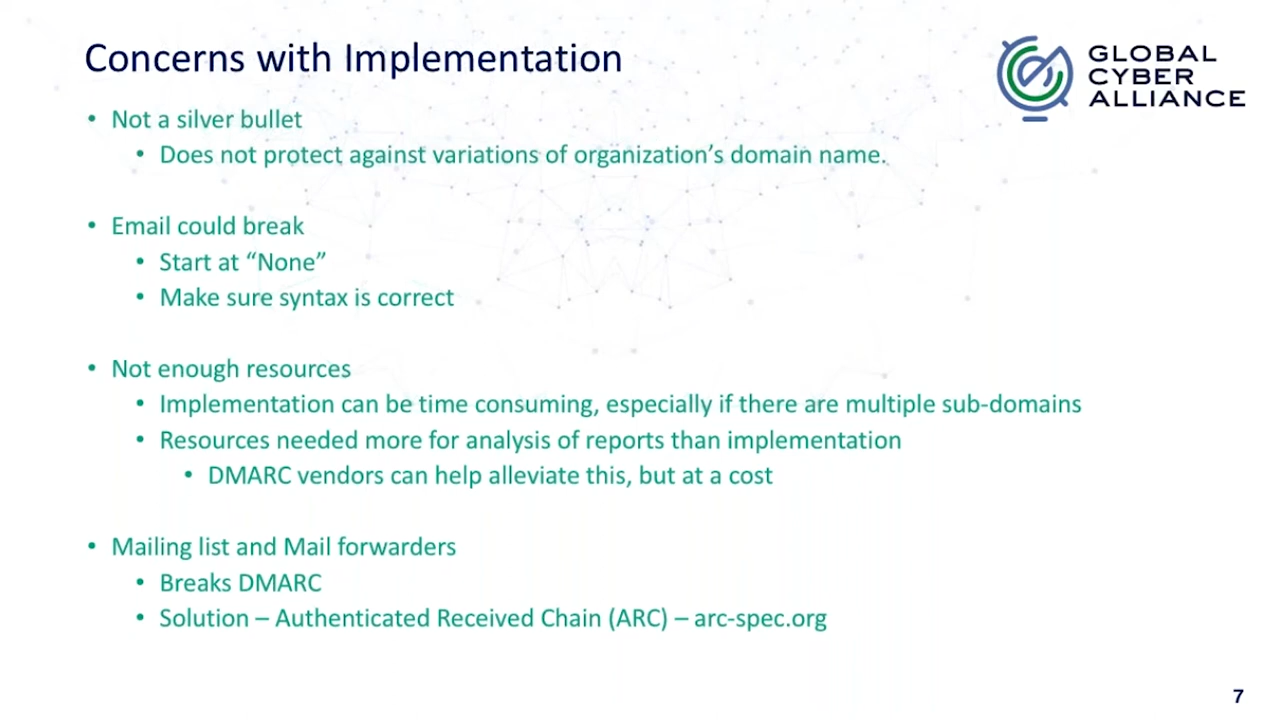 Concerns with Implementation
GLOBAL
CYBER
ALLIANCE
• Not a silver bullet
• Does not protect against variations of organization’s domain name.
• Email could break
• Start at “None”
• Make sure syntax is correct
• Not enough resources
• Implementation can be time consuming, especially if there are multiple sub-domains
• Resources needed more for analysis of reports than implementation
• DMARC vendors can help alleviate this, but at a cost
• Mailing list and Mail forwarders
• Breaks DMARC
• Solution – Authenticated Received Chain (ARC) – arc-spec.org
7